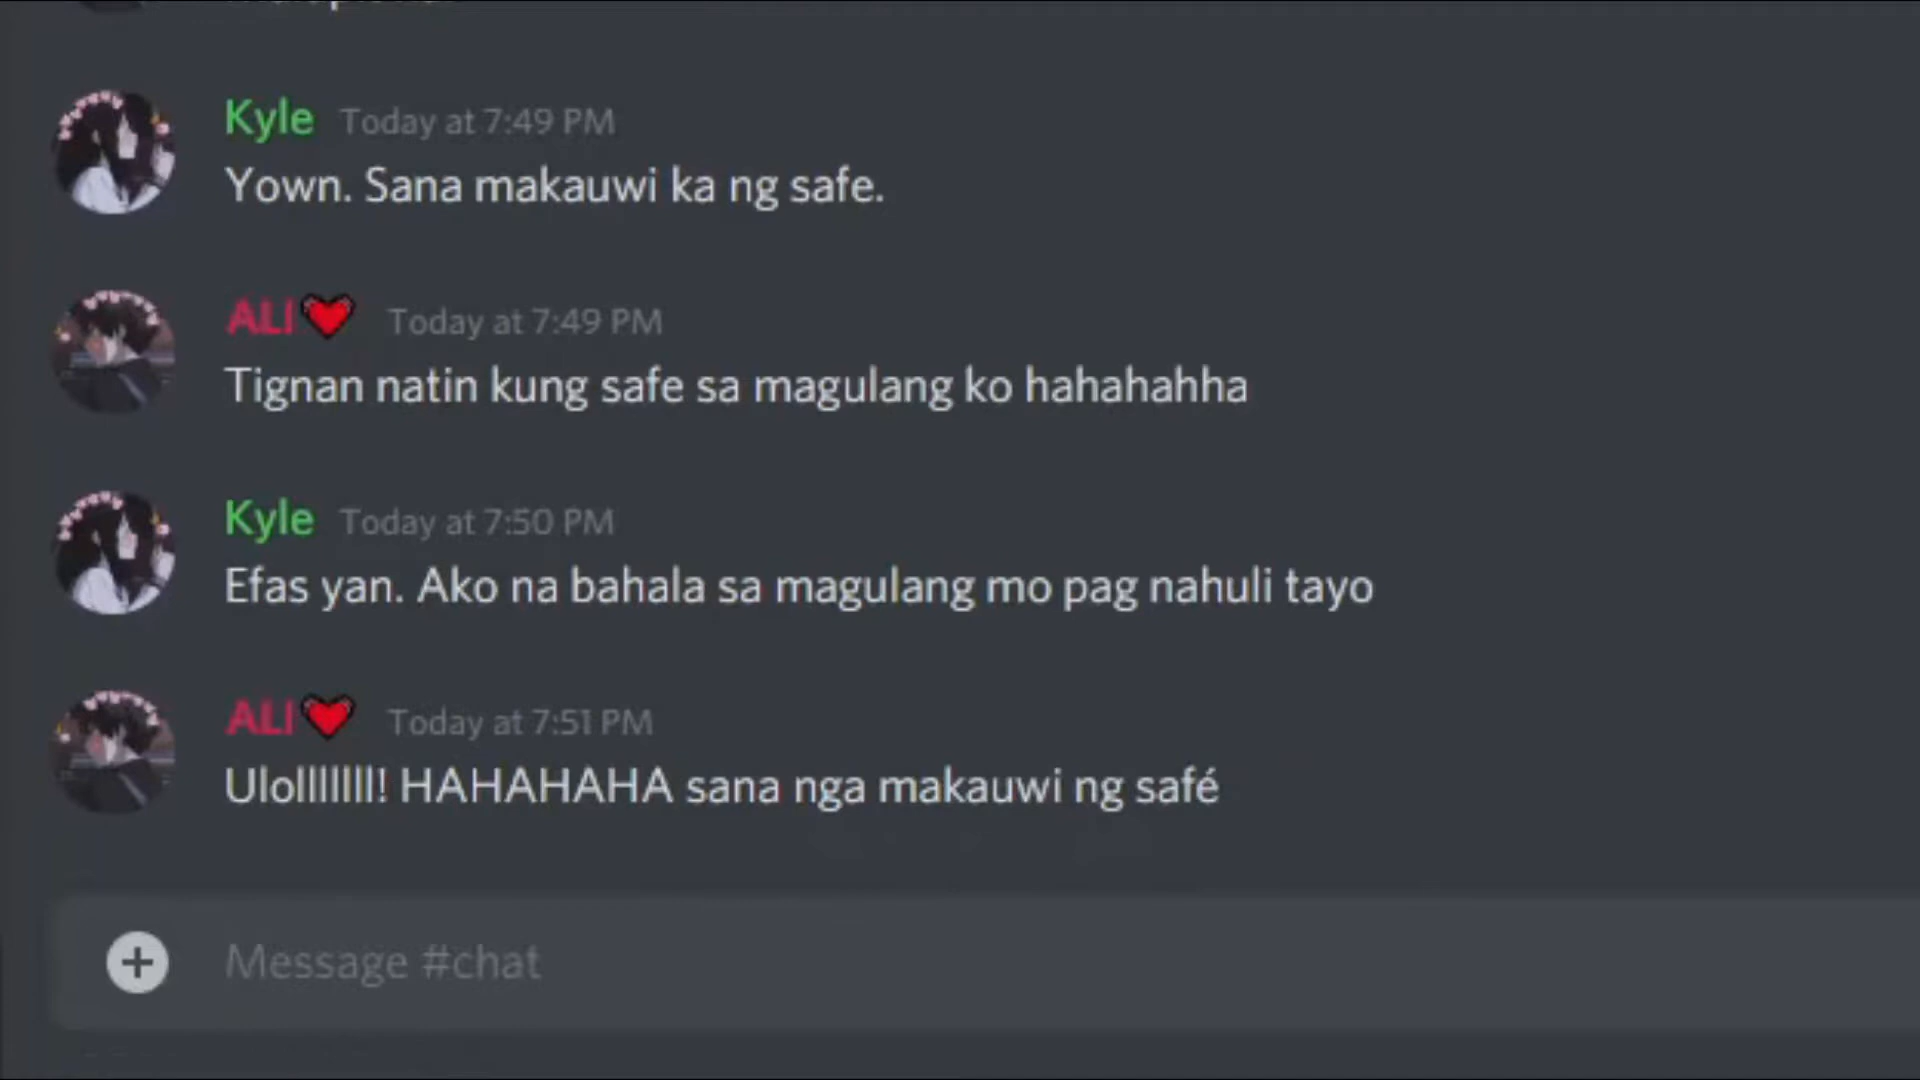 Kyle Today at 7:49 PM
Yown. Sana makauwi ka ng safe.
ALI Today at 7:49 PM
Tignan natin kung safe sa magulang ko hahahahha
Kyle Today at 7:50 PM
Efas yan. Ako na bahala sa magulang mo pag nahuli tayo
ALI Today at 7:51 PM
Ulolllllll! HAHAHAHA sana nga makauwi ng safé
Message #chat